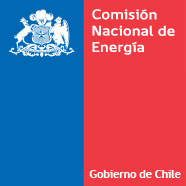 Comisión
Nacional de
Energía
Gobierno de Chile